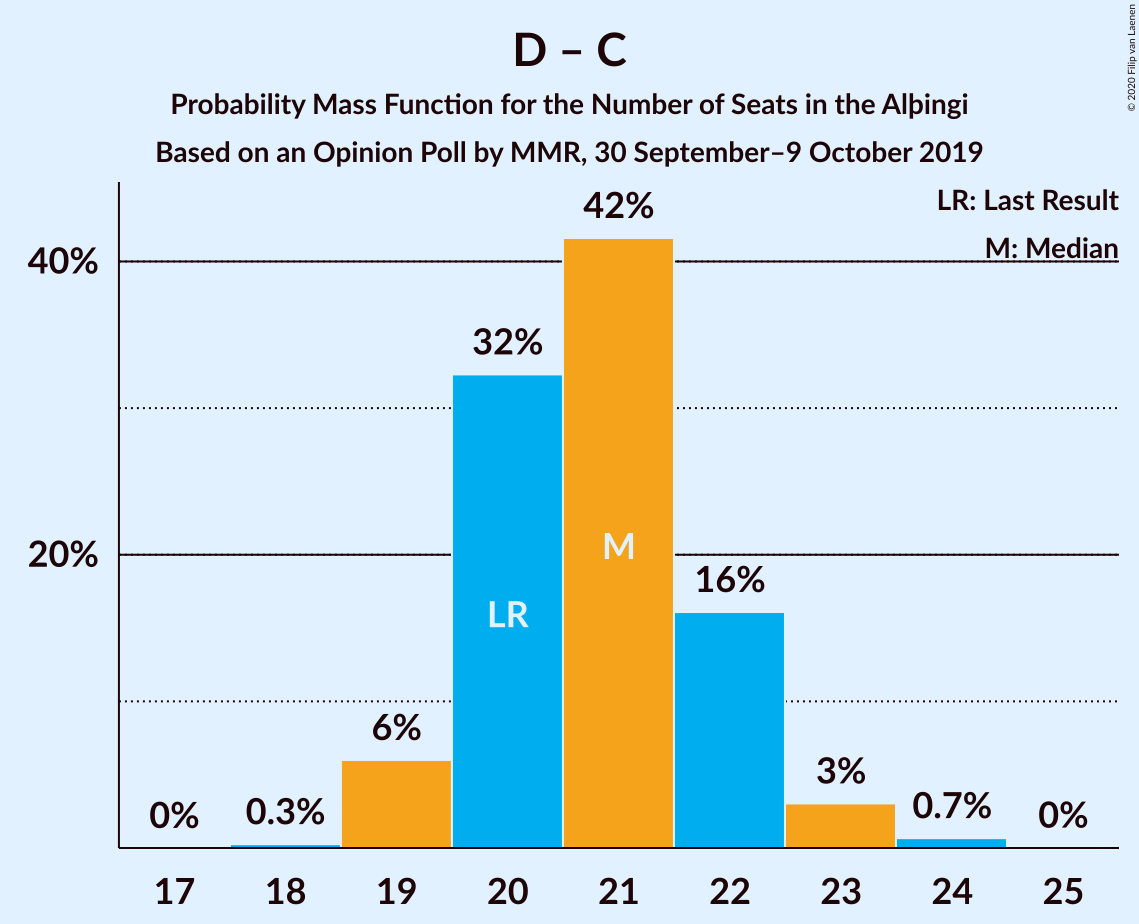 D – C
Probability Mass Function for the Number of Seats in the Alþingi
Based on an Opinion Poll by MMR, 30 September–9 October 2019
© 2020 Filip van Laenen
LR: Last Result
M: Median
42%
40%
32%
M
20%
16%
LR
6%
3%
0%
0.3%
0.7%
0%
17 18 19 20 21 22 23 24 25